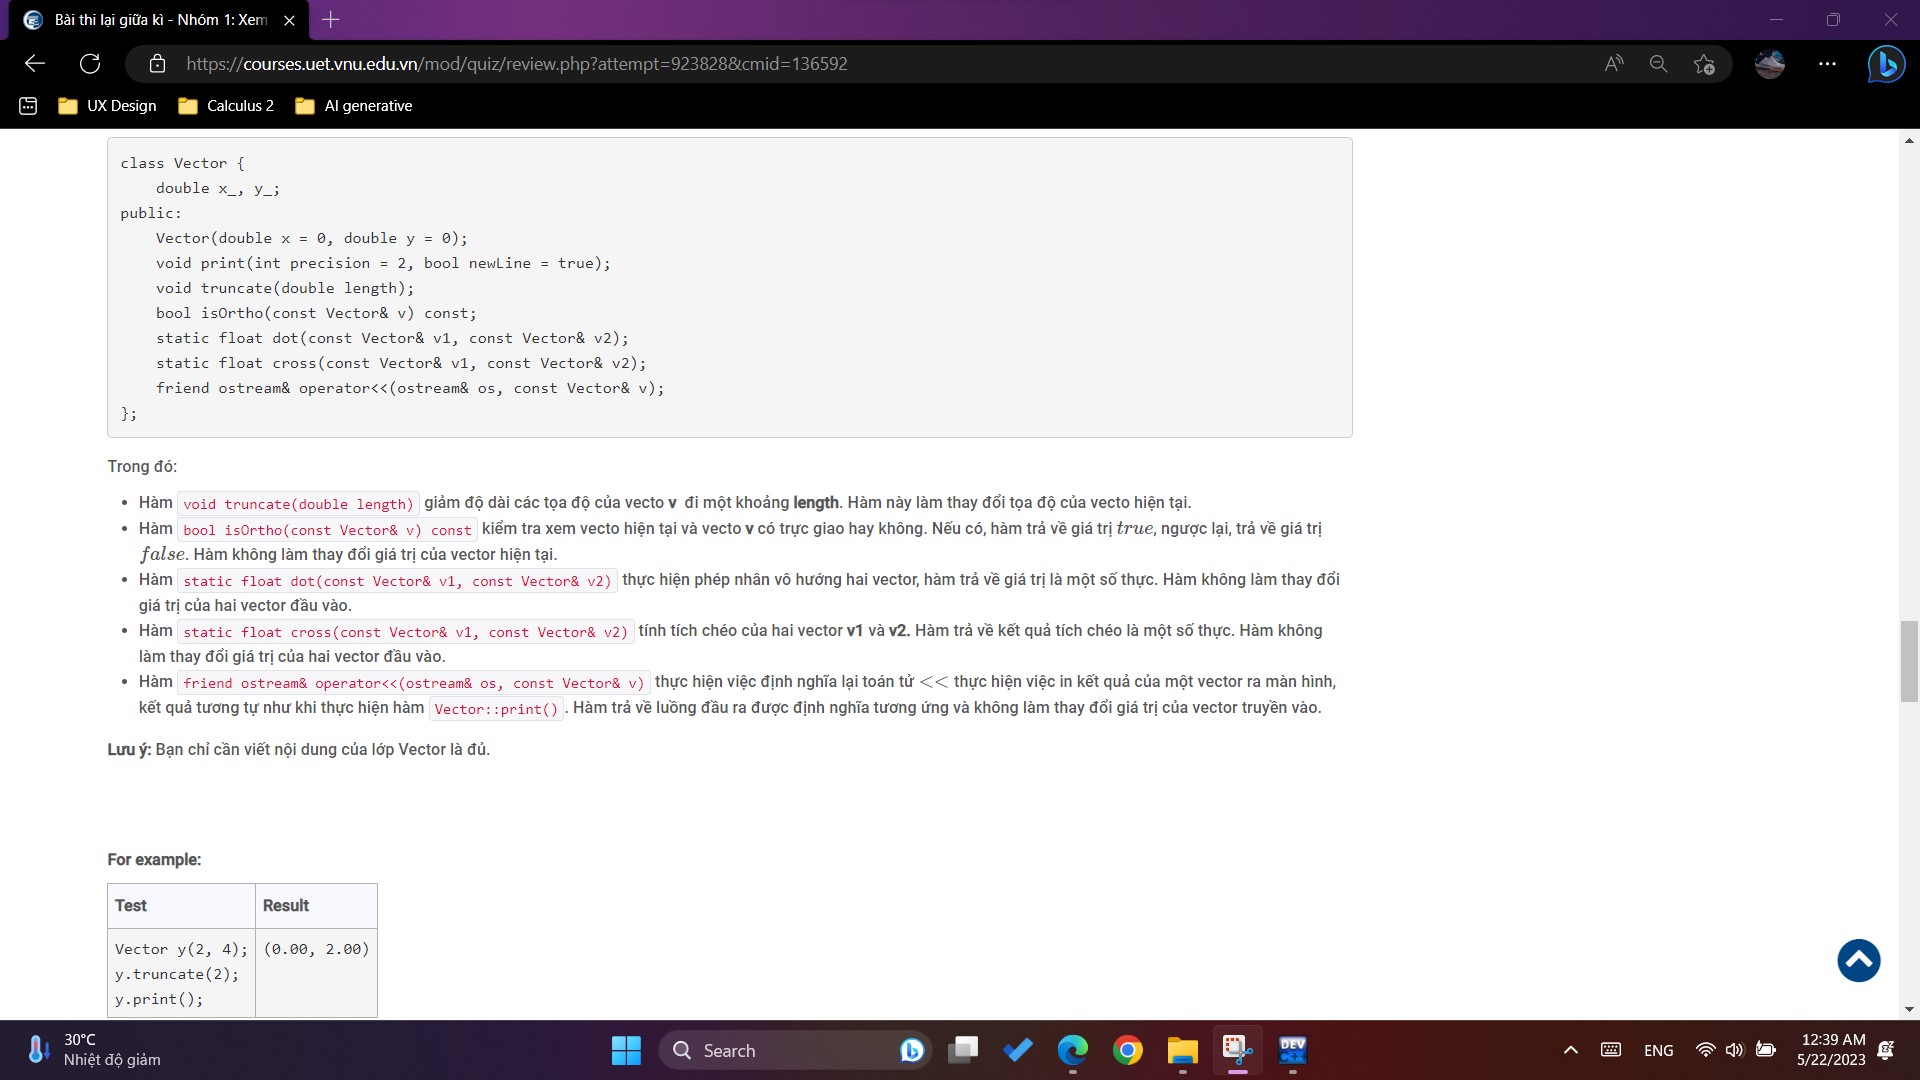 Bài thi lại giữa kì - Nhóm 1: Xem
https://courses.uet.vnu.edu.vn/mod/quiz/review.php?attempt=923828&cmid=136592
UX Design
Calculus 2
AI generative
class Vector {
    double x_, y_;
public:
    Vector(double x = 0, double y = 0);
    void print(int precision = 2, bool newLine = true);
    void truncate(double length);
    bool isOrtho(const Vector& v) const;
    static float dot(const Vector& v1, const Vector& v2);
    static float cross(const Vector& v1, const Vector& v2);
    friend ostream& operator<<(ostream& os, const Vector& v);
};
Trong đó:
• Hàm void truncate(double length) giảm độ dài các tọa độ của vecto v đi một khoảng length. Hàm này làm thay đổi tọa độ của vecto hiện tại.
• Hàm bool isOrtho(const Vector& v) const kiểm tra xem vecto hiện tại và vecto v có trực giao hay không. Nếu có, hàm trả về giá trị true, ngược lại, trả về giá trị
false. Hàm không làm thay đổi giá trị của vector hiện tại.
• Hàm static float dot(const Vector& v1, const Vector& v2) thực hiện phép nhân vô hướng hai vector, hàm trả về giá trị là một số thực. Hàm không làm thay đổi
giá trị của hai vector đầu vào.
• Hàm static float cross(const Vector& v1, const Vector& v2) tính tích chéo của hai vector v1 và v2. Hàm trả về kết quả tích chéo là một số thực. Hàm không
làm thay đổi giá trị của hai vector đầu vào.
• Hàm friend ostream& operator<<(ostream& os, const Vector& v) thực hiện việc định nghĩa lại toán tử << thực hiện việc in kết quả của một vector ra màn hình,
kết quả tương tự như khi thực hiện hàm Vector::print(). Hàm trả về luồng đầu ra được định nghĩa tương ứng và không làm thay đổi giá trị của vector truyền vào.
Lưu ý: Bạn chỉ cần viết nội dung của lớp Vector là đủ.
For example:
Test Result
Vector y(2, 4); (0.00, 2.00)
y.truncate(2);
y.print();
30°C
Nhiệt độ giảm
Search
DEV
ENG
12:39 AM
5/22/2023